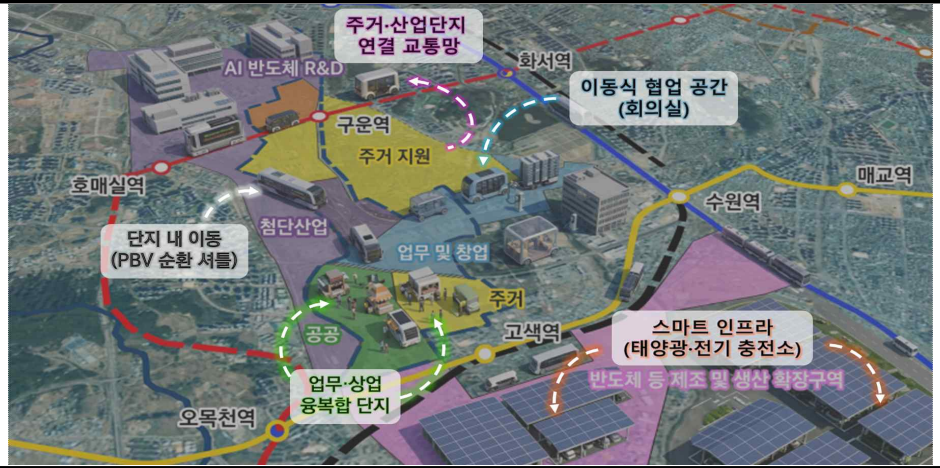 주거·산업단지
연결 교통망
화서역
AI 반도체 R&D
이동식 협업 공간
(회의실)
구운역
주거 지원
호매실역
매교역
수원역
첨단산업
단지 내 이동
(PBV 순환 셔틀)
업무 및 창업
주거
공공
고색역
스마트 인프라
(태양광·전기 충전소)
반도체 등 제조 및 생산 확장구역
업무·상업
융복합 단지
오목천역